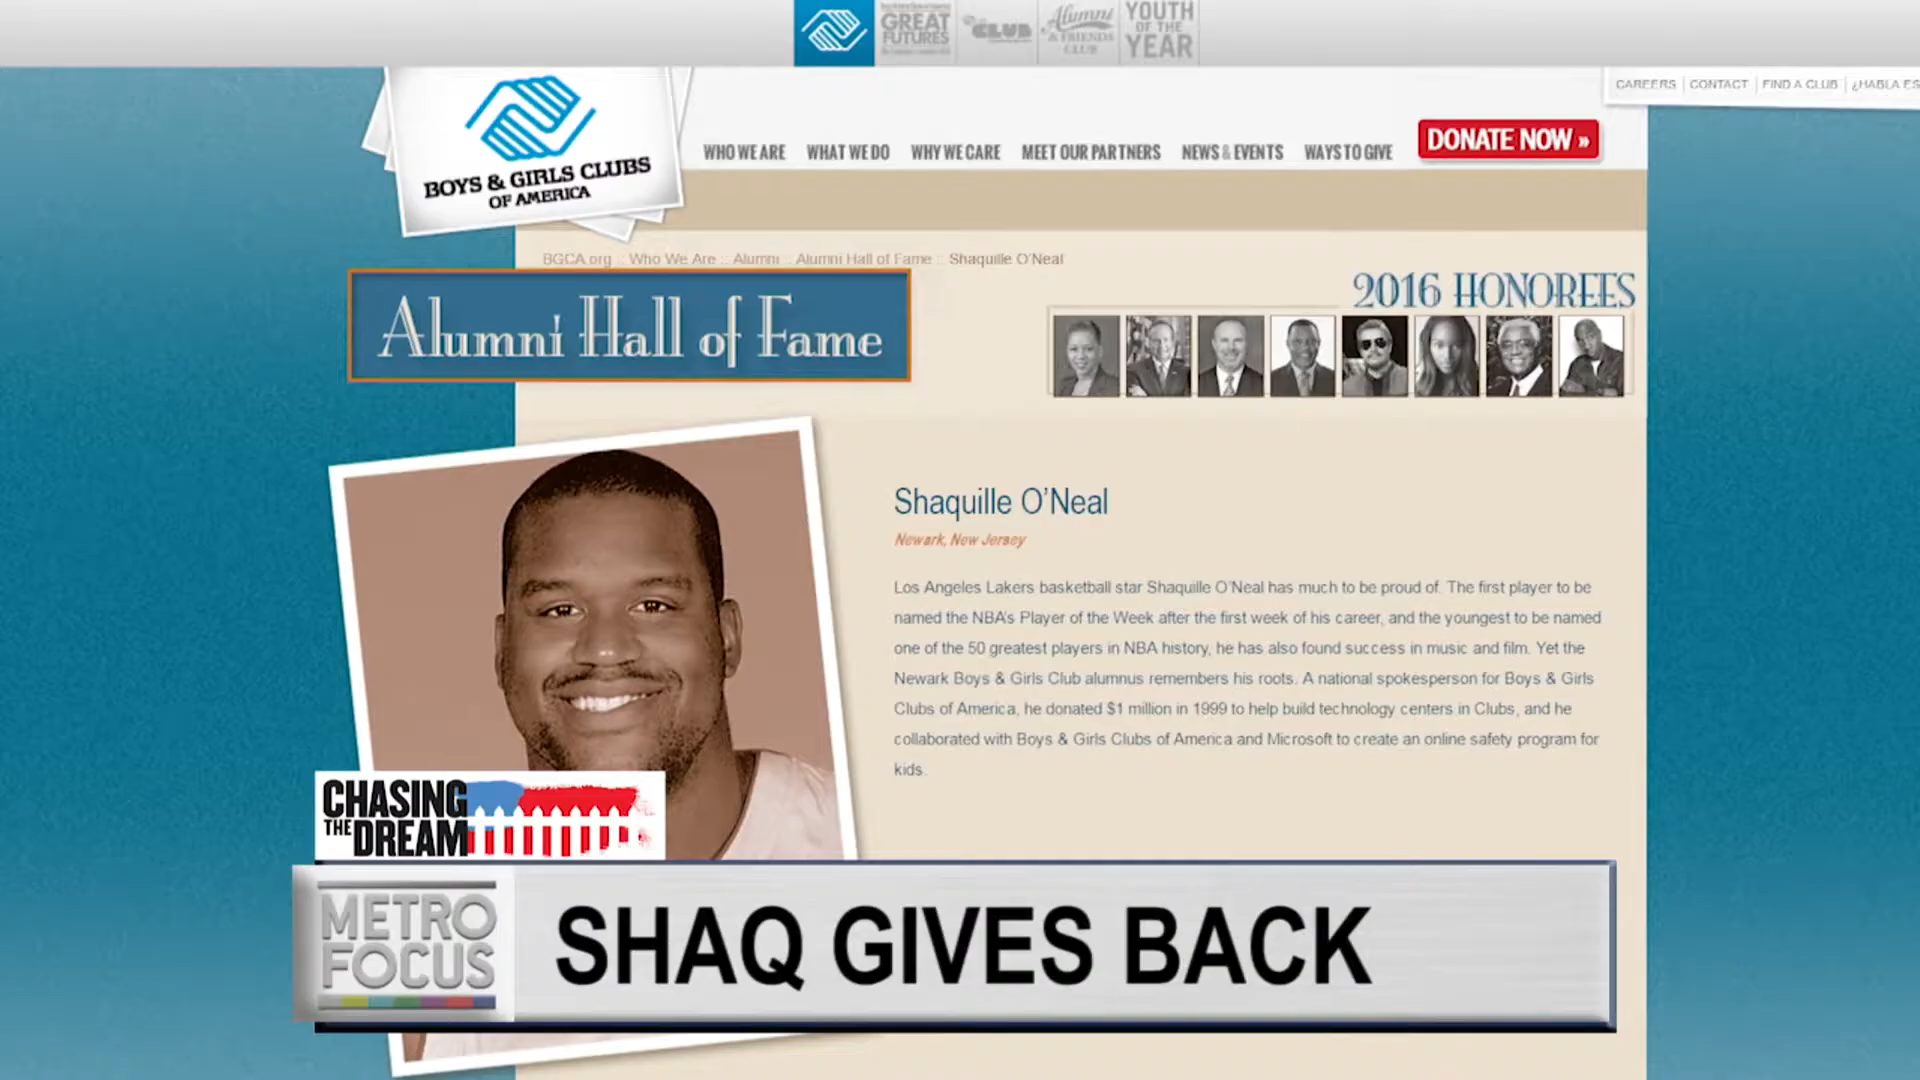 GREAT
FUTURES
CLUB
Alumni
& FRIENDS
CLUB
YOUTH
OF THE
YEAR
CAREERS
CONTACT
FIND A CLUB
¿HABLA ES
BOYS & GIRLS CLUBS
OF AMERICA
WHO WE ARE
WHAT WE DO
WHY WE CARE
MEET OUR PARTNERS
NEWS & EVENTS
WAYS TO GIVE
DONATE NOW »
BGCA.org :: Who We Are :: Alumni :: Alumni Hall of Fame :: Shaquille O'Neal
Alumni Hall of Fame
2016 HONOREES
Shaquille O'Neal
Newark, New Jersey
Los Angeles Lakers basketball star Shaquille O'Neal has much to be proud of. The first player to be
named the NBA's Player of the Week after the first week of his career, and the youngest to be named
one of the 50 greatest players in NBA history, he has also found success in music and film. Yet the
Newark Boys & Girls Club alumnus remembers his roots. A national spokesperson for Boys & Girls
Clubs of America, he donated $1 million in 1999 to help build technology centers in Clubs, and he
collaborated with Boys & Girls Clubs of America and Microsoft to create an online safety program for
kids.
CHASING
THE DREAM
METRO
FOCUS
SHAQ GIVES BACK